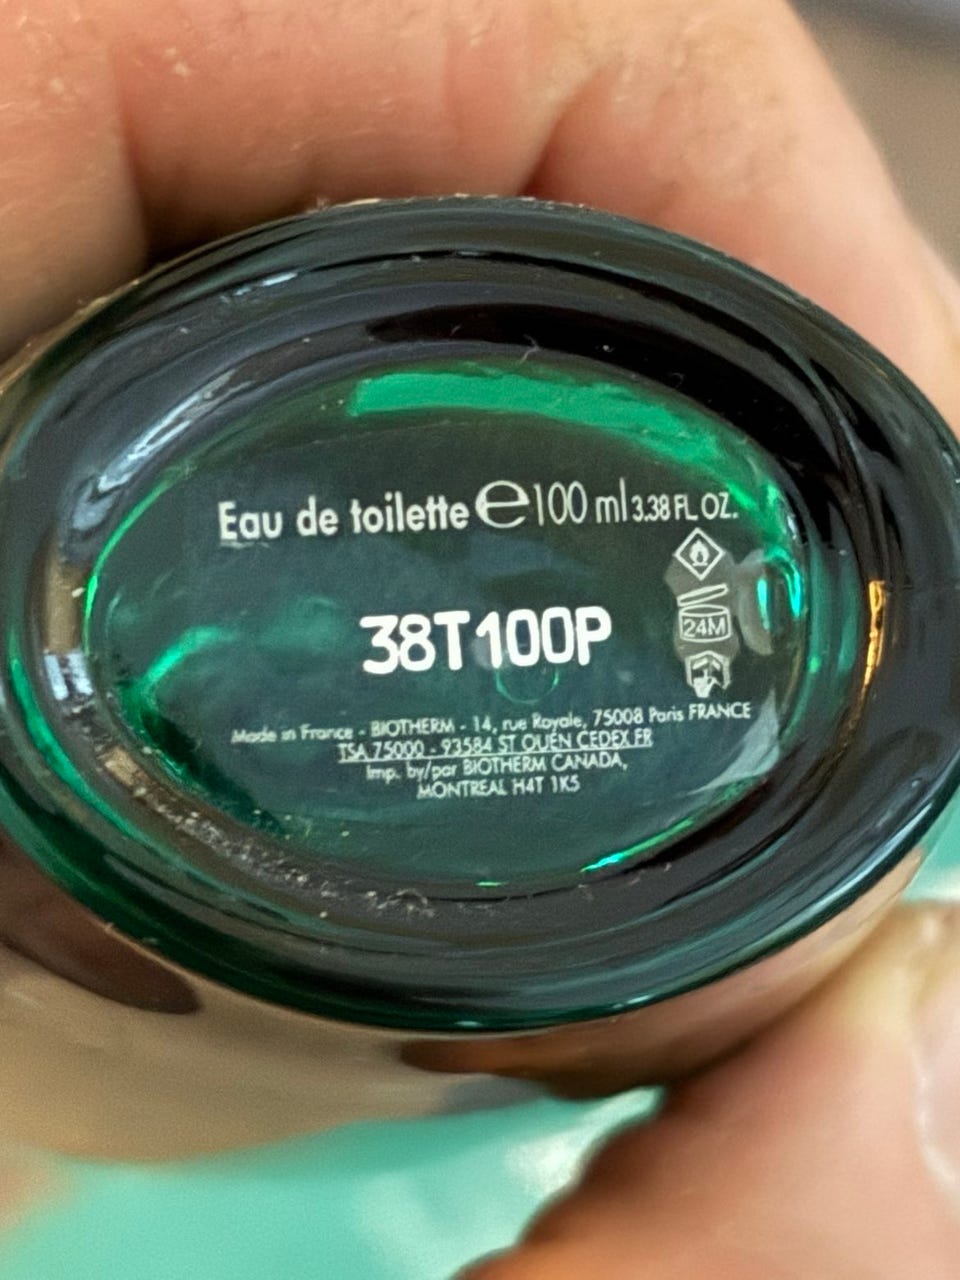 Eau de toilette ℮ 100 ml 3.38 FL. OZ.
38T100P
24M
Made in France - BIOTHERM - 14, rue Royale, 75008 Paris FRANCE
TSA 75000 - 93584 ST OUEN CEDEX FR
Imp. by/par BIOTHERM CANADA,
MONTREAL H4T 1K5